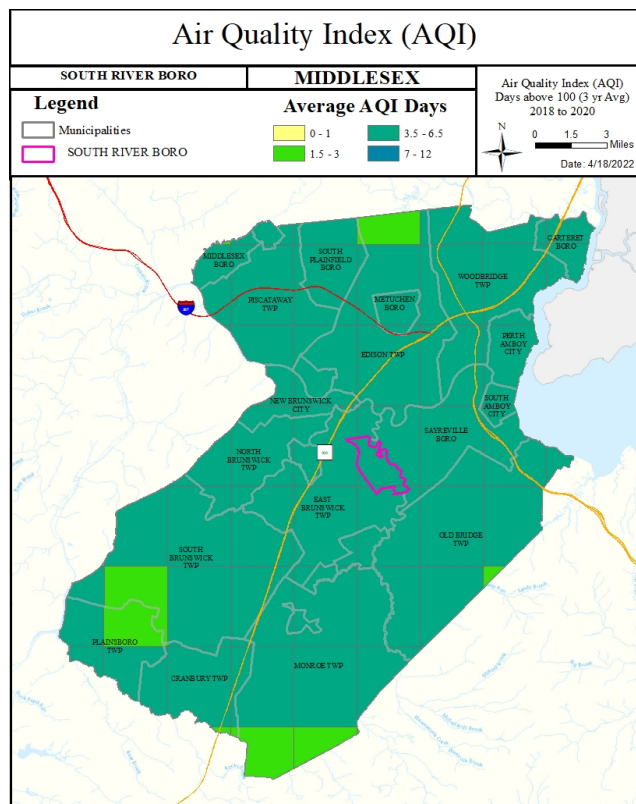 Air Quality Index (AQI)
SOUTH RIVER BORO
MIDDLESEX
Air Quality Index (AQI)
Days above 100 (3 yr Avg)
2018 to 2020
0 1.5 3
Miles
N
Date: 4/18/2022
Legend
Municipalities
SOUTH RIVER BORO
Average AQI Days
0 - 1
1.5 - 3
3.5 - 6.5
7 - 12
MIDDLESEX
BORO
SOUTH
PLAINFIELD
BORO
CARTERET
BORO
WOODBRIDGE
TWP
PISCATAWAY
TWP
METUCHEN
BORO
PERTH
AMBOY
CITY
EDISON TWP
NEW BRUNSWICK
CITY
SOUTH
AMBOY
CITY
SAYREVILLE
BORO
NORTH
BRUNSWICK
TWP
EAST
BRUNSWICK
TWP
OLD BRIDGE
TWP
SOUTH
BRUNSWICK
TWP
PLAINSBORO
TWP
CRANBURY TWP
MONROE TWP